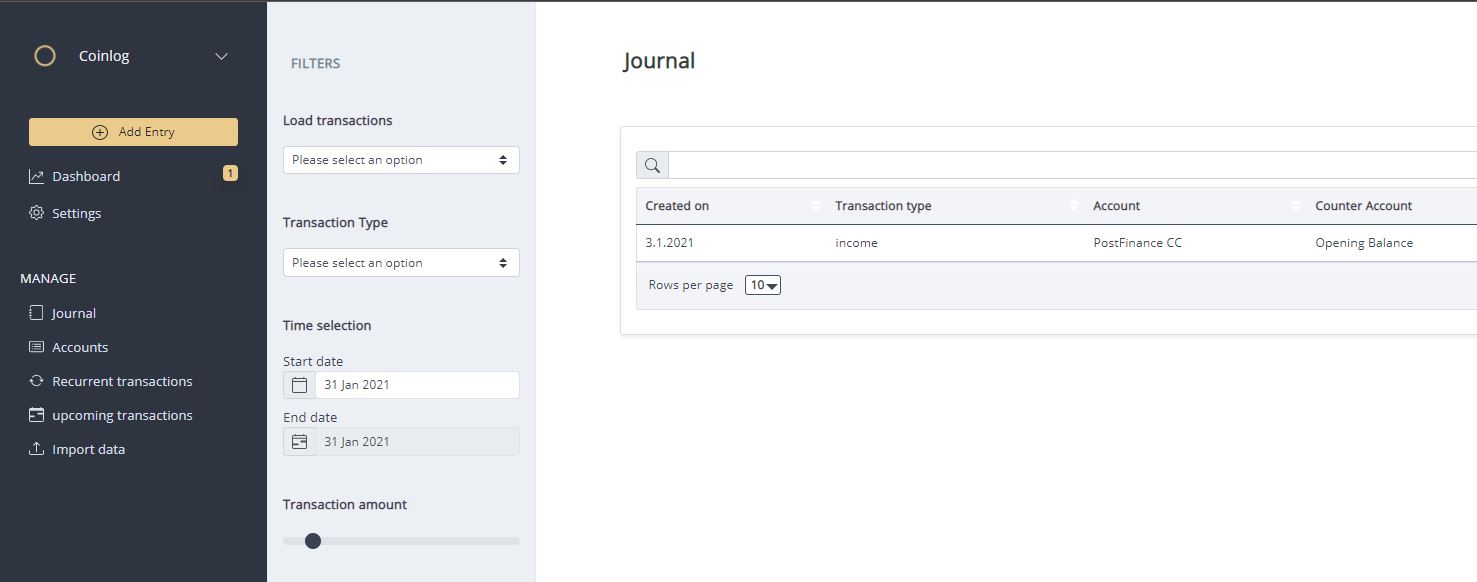 Coinlog
Add Entry
Dashboard
1
Settings
MANAGE
Journal
Accounts
Recurrent transactions
upcoming transactions
Import data
FILTERS
Load transactions
Please select an option
Transaction Type
Please select an option
Time selection
Start date
31 Jan 2021
End date
31 Jan 2021
Transaction amount
Journal
Created on Transaction type Account Counter Account
3.1.2021 income PostFinance CC Opening Balance
Rows per page 10